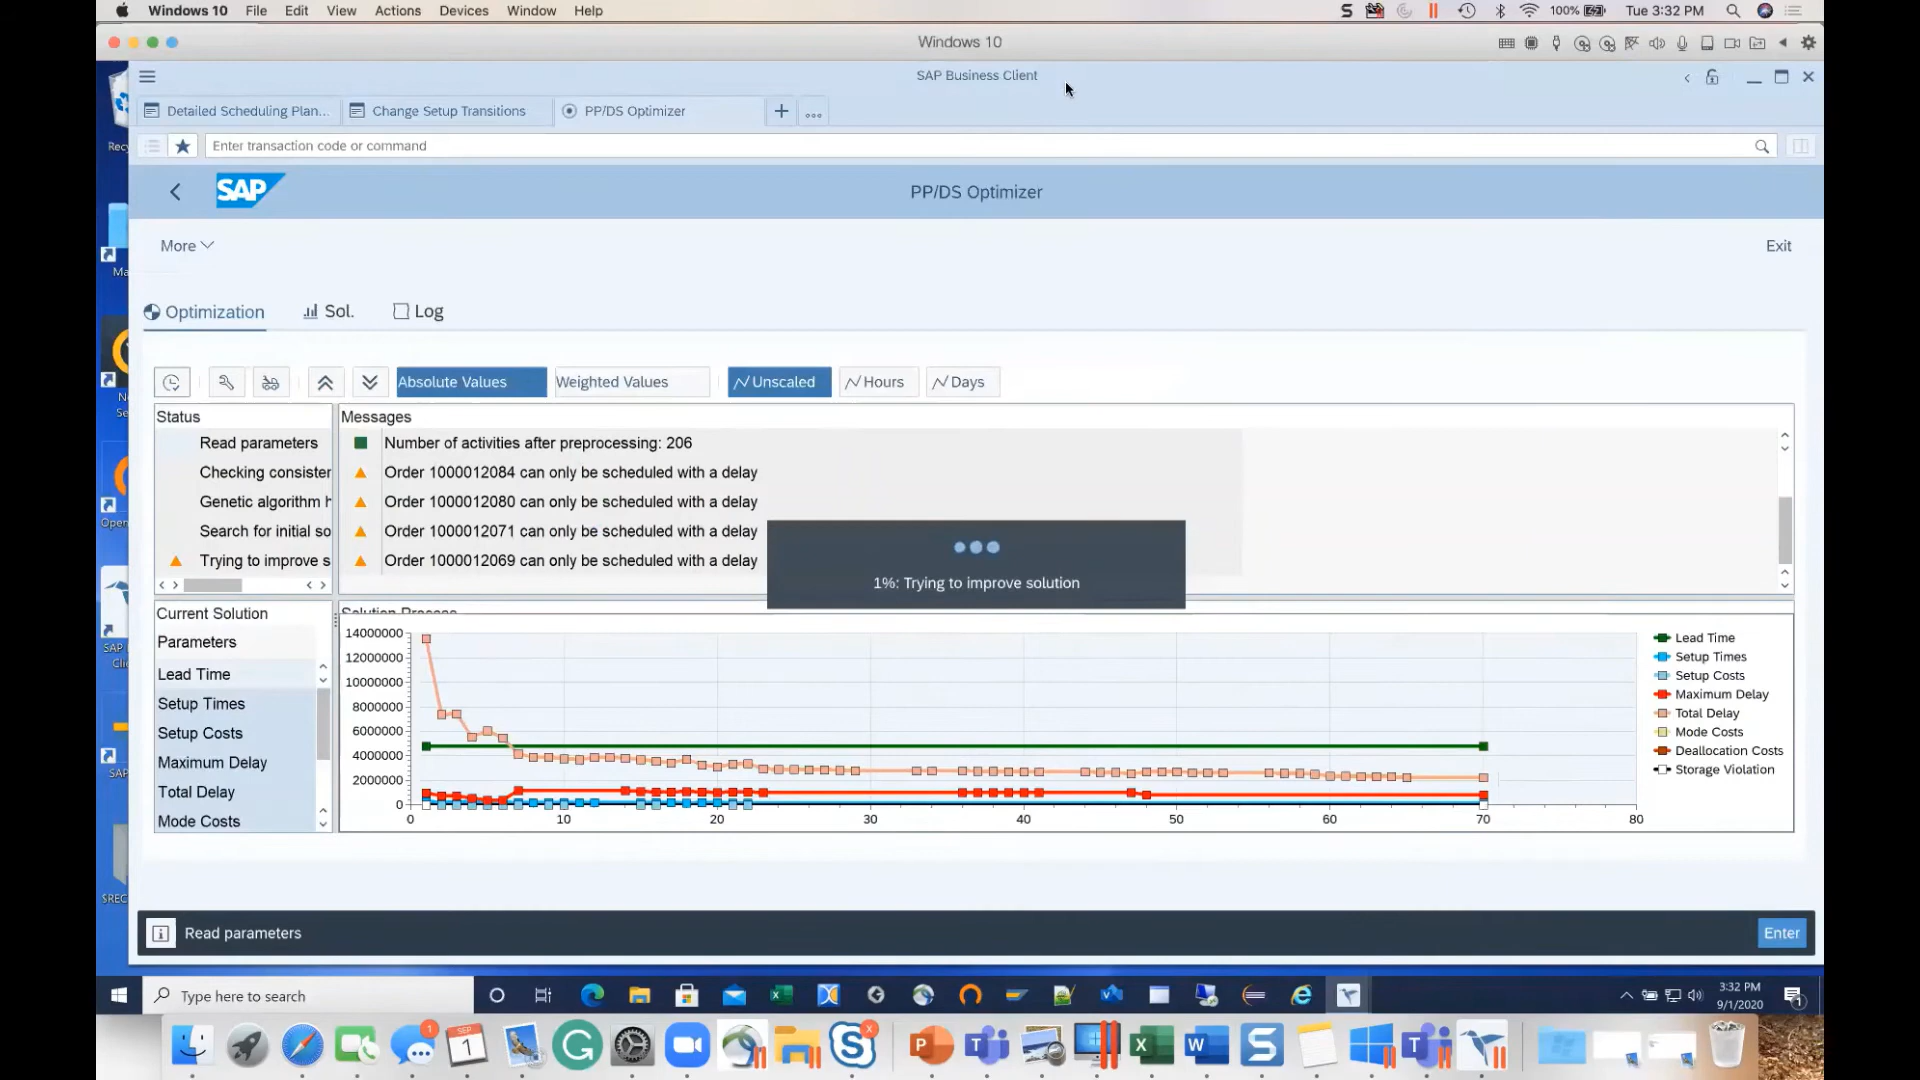 Windows 10 File Edit View Actions Devices Window Help
100% Tue 3:32 PM
Windows 10
SAP Business Client
Detailed Scheduling Plan... Change Setup Transitions PP/DS Optimizer
Enter transaction code or command
SAP PP/DS Optimizer
More Exit
Optimization Sol. Log
Absolute Values Weighted Values Unscaled Hours Days
Status
Read parameters
Checking consister
Genetic algorithm h
Search for initial so
Trying to improve s
Messages
Number of activities after preprocessing: 206
Order 1000012084 can only be scheduled with a delay
Order 1000012080 can only be scheduled with a delay
Order 1000012071 can only be scheduled with a delay
Order 1000012069 can only be scheduled with a delay
1%: Trying to improve solution
Current Solution
Parameters
Lead Time
Setup Times
Setup Costs
Maximum Delay
Total Delay
Mode Costs
Solution Process
14000000
12000000
10000000
8000000
6000000
4000000
2000000
0
0 10 20 30 40 50 60 70 80
Lead Time
Setup Times
Setup Costs
Maximum Delay
Total Delay
Mode Costs
Deallocation Costs
Storage Violation
Read parameters Enter
Type here to search
3:32 PM
9/1/2020
1
SEP
1